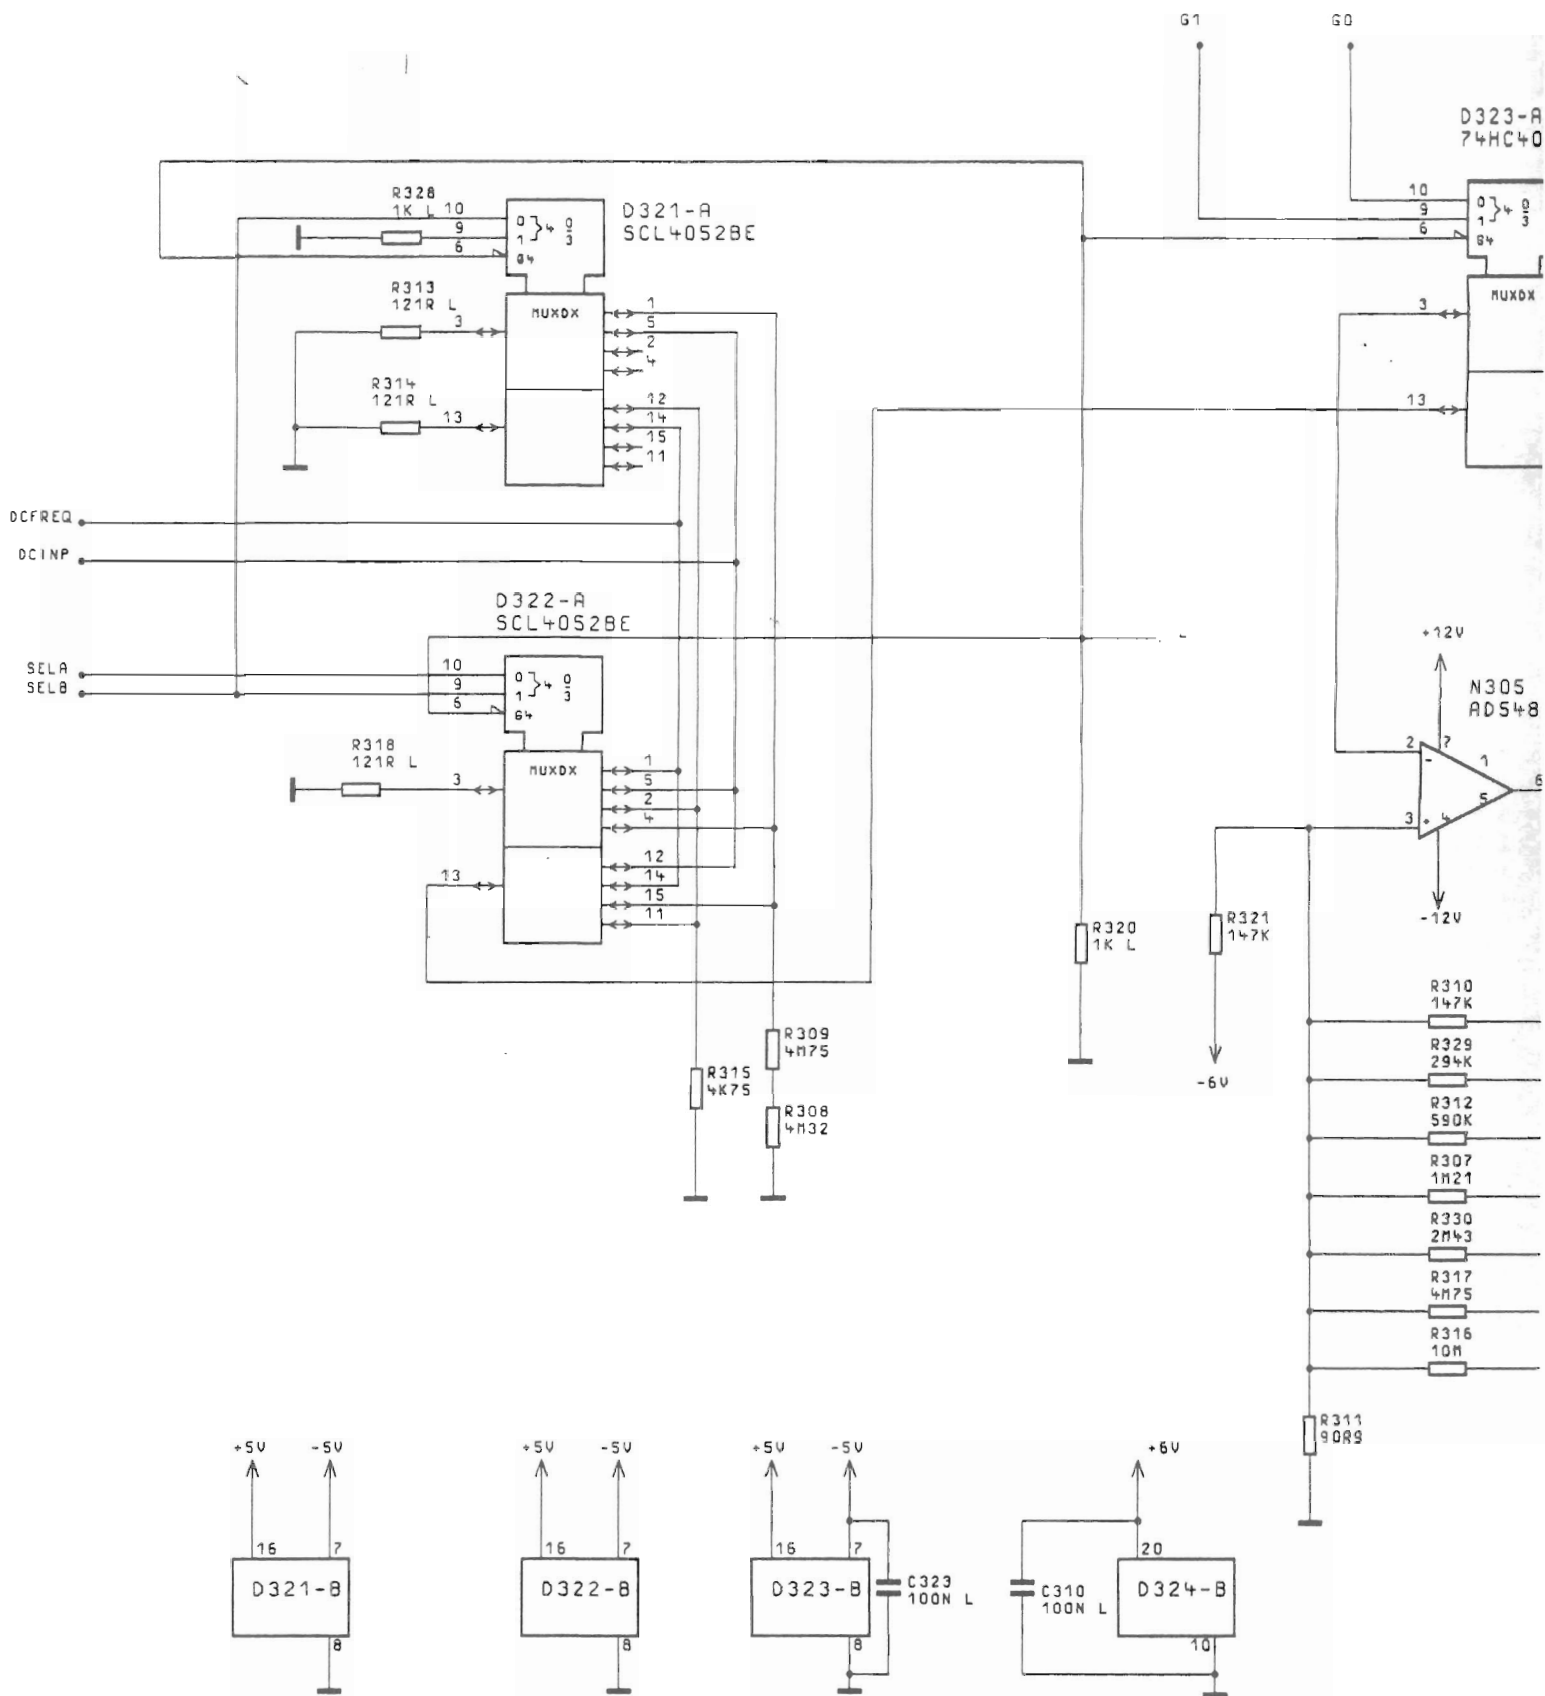 G1
G0
D323-A
74HC40
10
9
6
0
1
}4
0
3
G4
MUXDX
3
13
R328
1K L
10
9
6
0
1
}4
0
3
G4
D321-A
SCL4052BE
R313
121R L
3
MUXDX
1
5
2
4
R314
121R L
13
12
14
15
11
DCFREQ
DCINP
D322-A
SCL4052BE
SELA
SELB
10
9
6
0
1
}4
0
3
G4
R318
121R L
3
MUXDX
1
5
2
4
13
12
14
15
11
+12V
N305
AD548
2
7
1
-
6
5
3
+
4
-12V
R320
1K L
R321
147K
-6V
R310
147K
R329
294K
R312
590K
R307
1M21
R330
2M43
R317
4M75
R316
10M
R311
90R9
R309
4M75
R315
4K75
R308
4M32
+5V
-5V
16
7
D321-B
8
+5V
-5V
16
7
D322-B
8
+5V
-5V
16
7
D323-B
8
C323
100N L
+6V
20
C310
100N L
D324-B
10